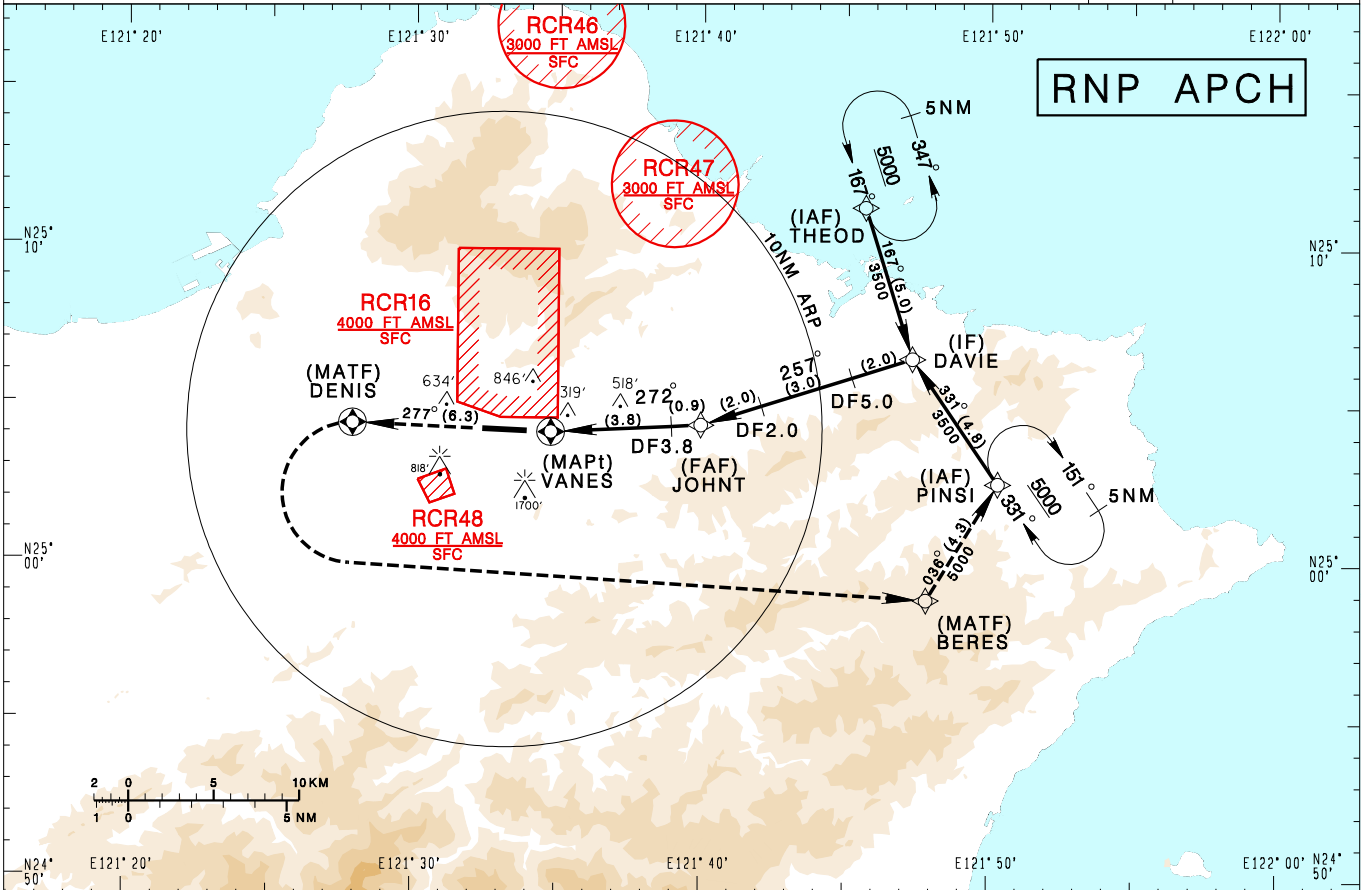 E121° 20'
E121° 30'
E121° 40'
E121° 50'
E122° 00'
RCR46
3000 FT AMSL
SFC
RNP APCH
5NM
347°
5000
167°
RCR47
3000 FT AMSL
SFC
(IAF)
THEOD
N25°
10'
N25°
10'
10NM ARP
167° (5.0)
3500
RCR16
4000 FT AMSL
SFC
(IF)
DAVIE
(MATF)
DENIS
634'
846'
319'
518'
272°
257°
(2.0)
(3.0)
(2.0)
(0.9)
DF5.0
DF2.0
277° (6.3)
(3.8)
DF3.8
331° (4.8)
3500
(MAPt)
VANES
(FAF)
JOHNT
(IAF)
PINSI
151°
5000
331°
5NM
818'
1700'
RCR48
4000 FT AMSL
SFC
N25°
00'
N25°
00'
036° (4.3)
5000
(MATF)
BERES
2 0 5 10KM
1 0 5 NM
N24°
50'
E121° 20'
E121° 30'
E121° 40'
E121° 50'
E122° 00'
N24°
50'